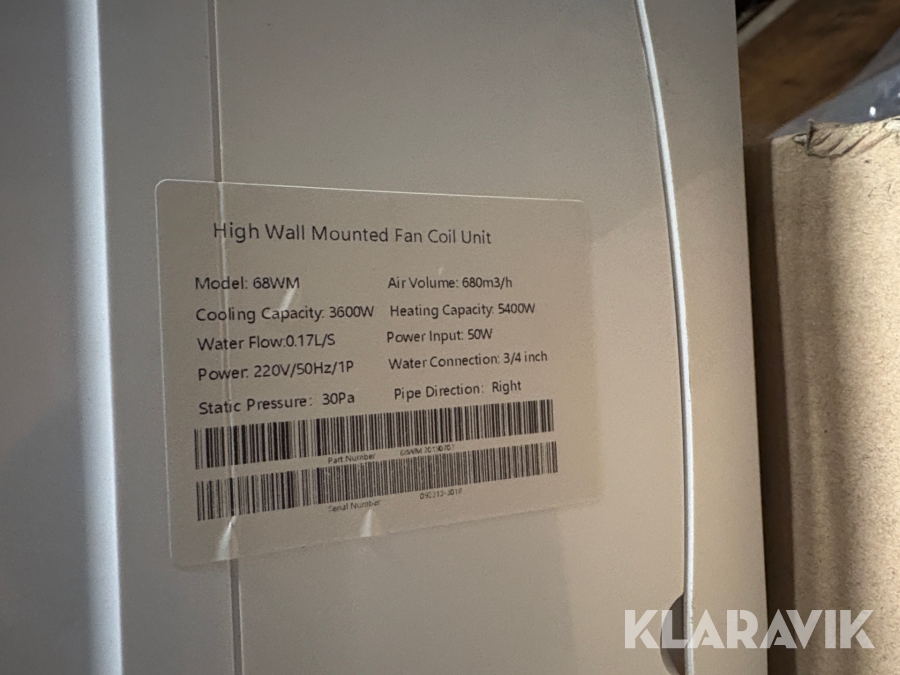 High Wall Mounted Fan Coil Unit
Model: 68WM Air Volume: 680m3/h
Cooling Capacity: 3600W Heating Capacity: 5400W
Water Flow:0.17L/S Power Input: 50W
Power: 220V/50Hz/1P Water Connection: 3/4 inch
Static Pressure: 30Pa Pipe Direction: Right
Part Number 68WM
Serial Number
KLARAVIK